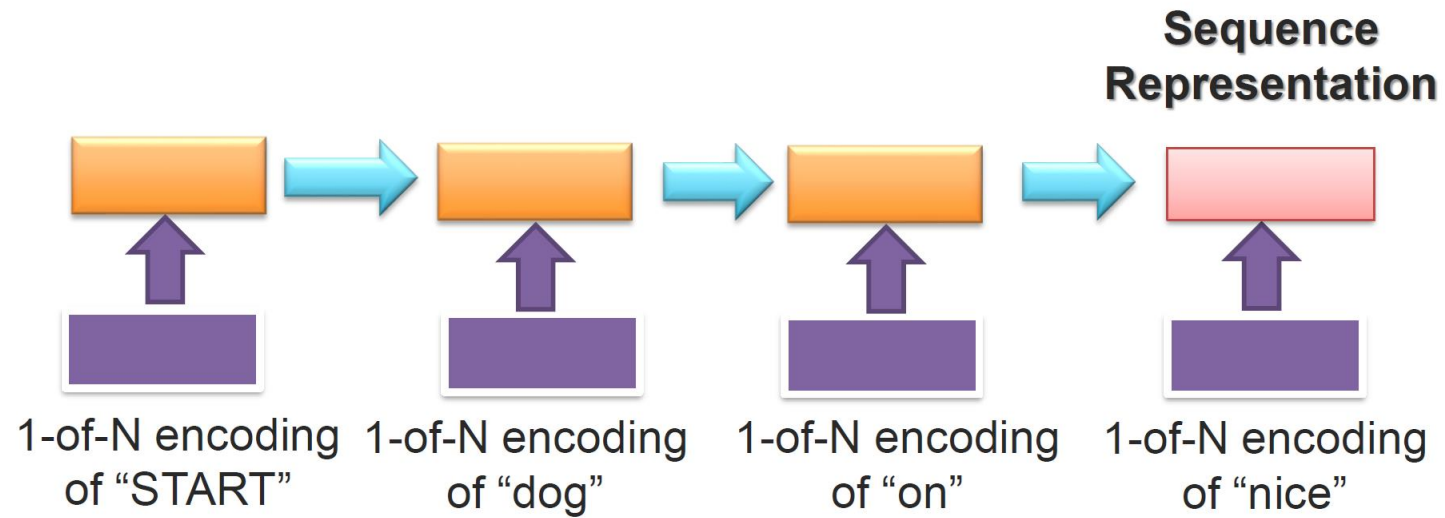 Sequence
Representation
1-of-N encoding
of “START”
1-of-N encoding
of “dog”
1-of-N encoding
of “on”
1-of-N encoding
of “nice”